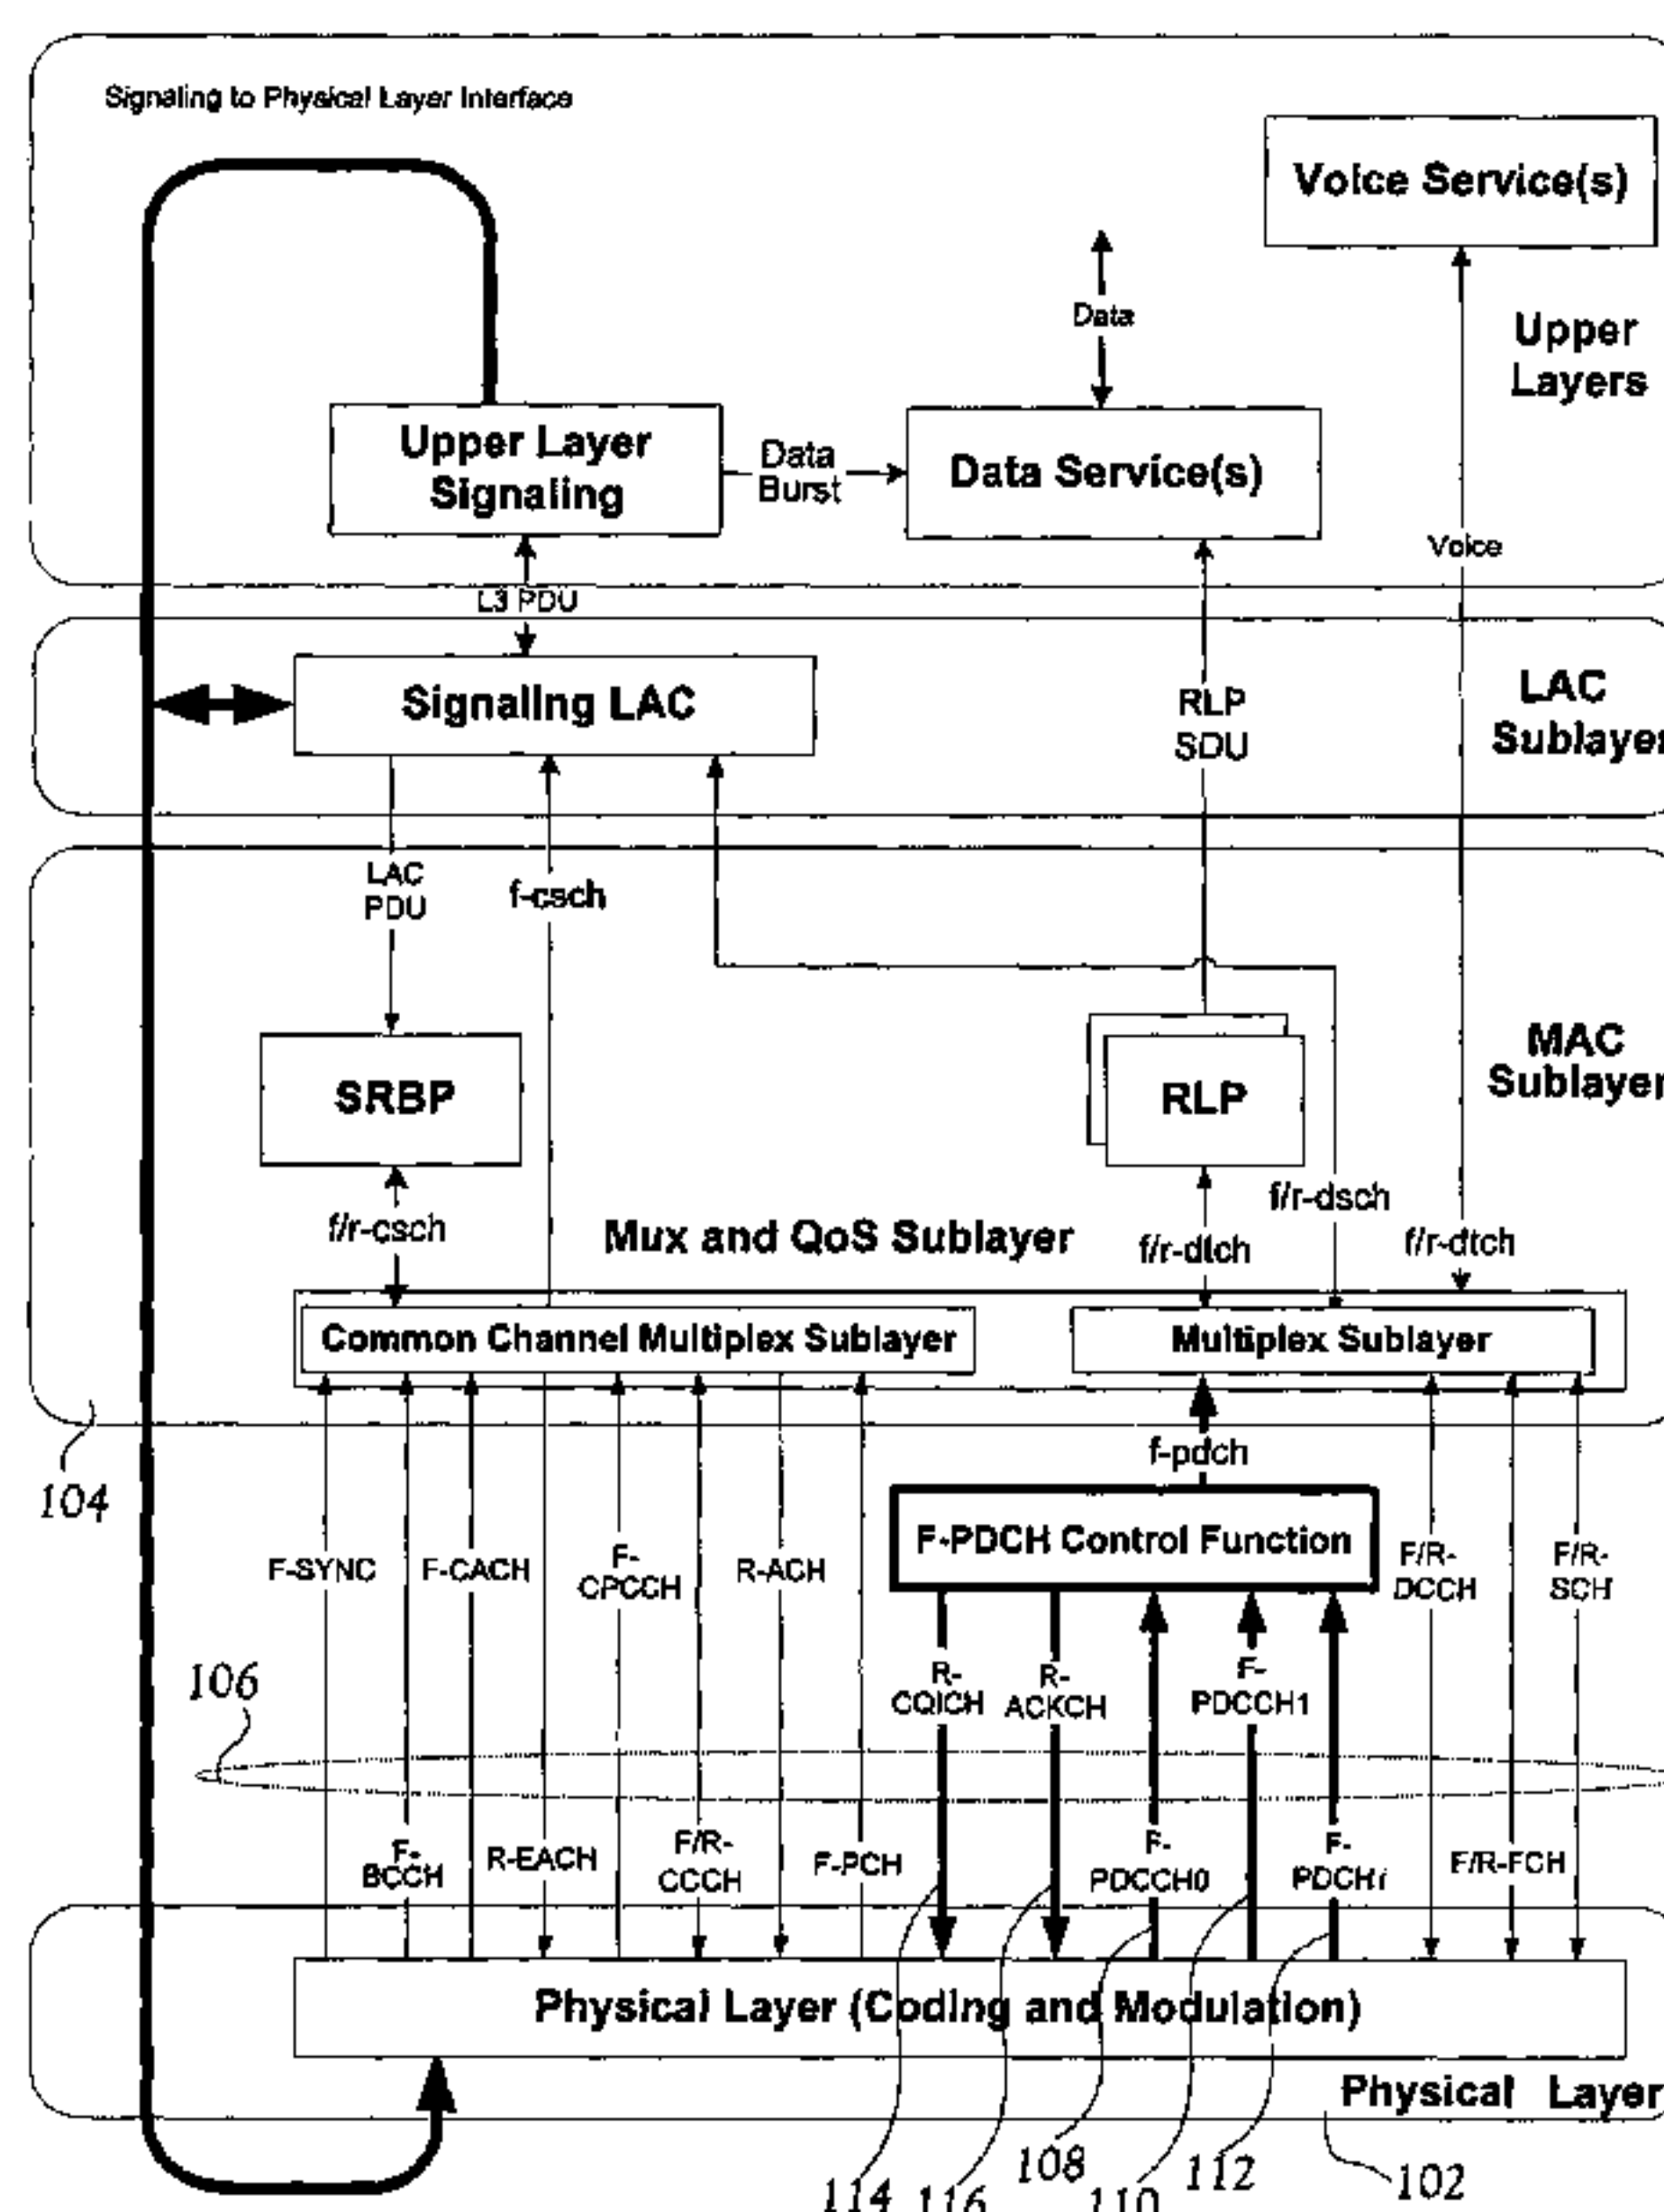 Signaling to Physical Layer Interface
Voice Service(s)
Data
Upper
Layers
Upper Layer
Signaling
Data
Burst
Data Service(s)
Voice
L3 PDU
Signaling LAC
RLP
SDU
LAC
Sublayer
LAC
PDU
f-csch
MAC
Sublayer
SRBP
RLP
f/r-csch
Mux and QoS Sublayer
f/r-dtch
f/r-dsch
f/r-dtch
Common Channel Multiplex Sublayer
Multiplex Sublayer
104
f-pdch
F-PDCH Control Function
F-SYNC
F-CACH
F-
CPCCH
R-ACH
F/R-
DCCH
F/R-
SCH
106
R-
CQICH
R-
ACKCH
F-
PDCCH1
F-
BCCH
R-EACH
F/R-
CCCH
F-PCH
F-
PDCCH0
F-
PDCHi
F/R-FCH
Physical Layer (Coding and Modulation)
Physical Layer
114
116
108
110
112
102